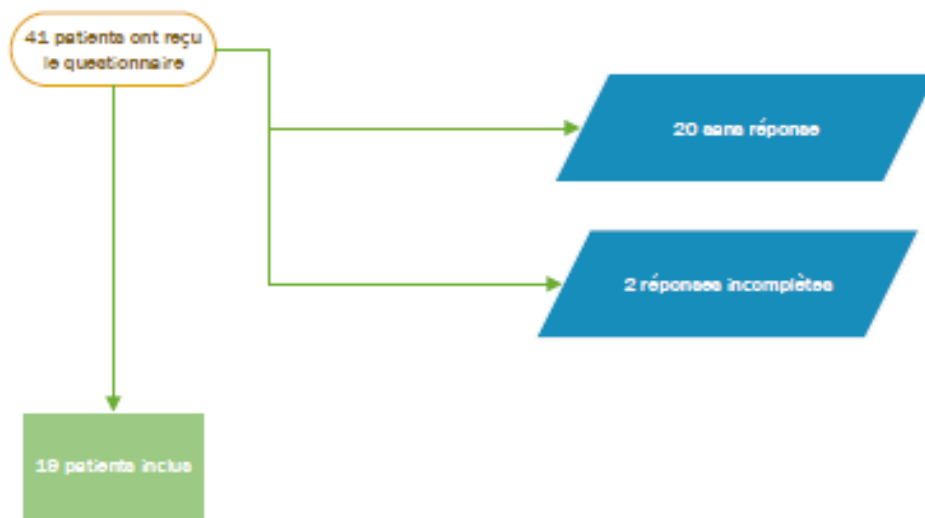 41 patients ont reçu
le questionnaire
20 sans réponse
2 réponses incomplètes
19 patients inclus